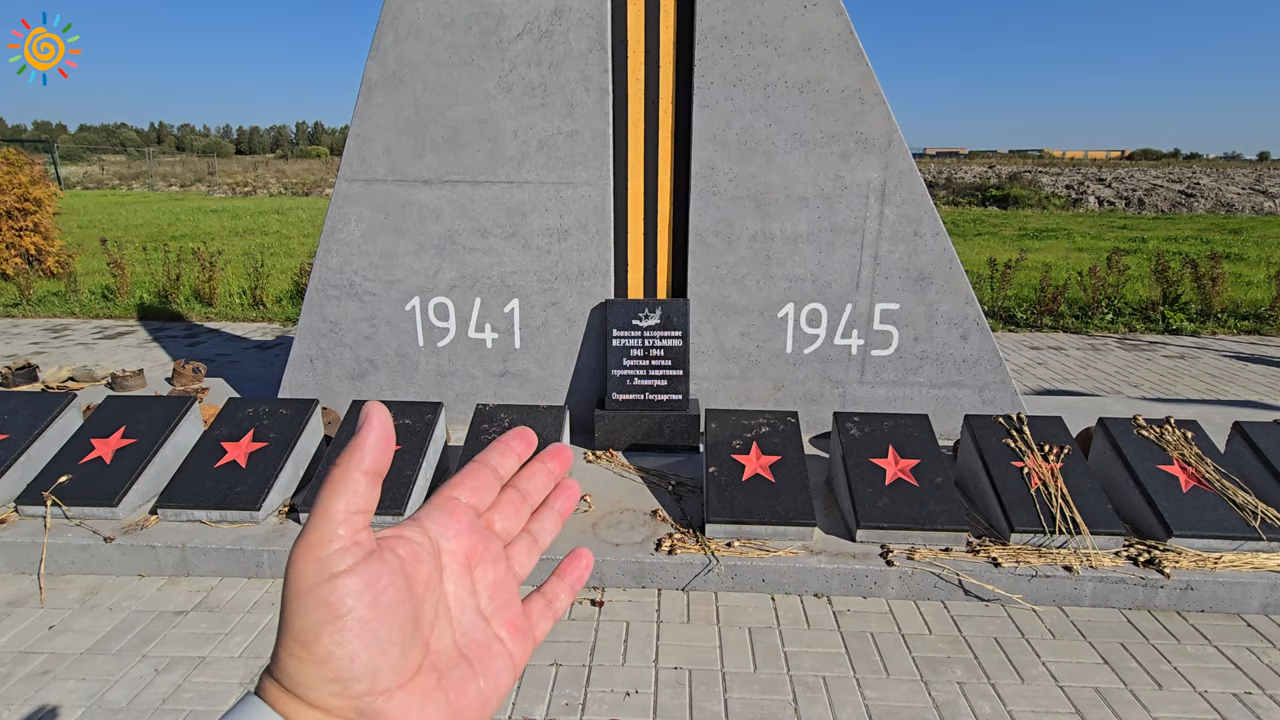 1941
1945
Воинское захоронение
ВЕРХНЕЕ КУЗЬМИНО
1941 - 1944
Братская могила
героических защитников
г. Ленинграда
Охраняется Государством